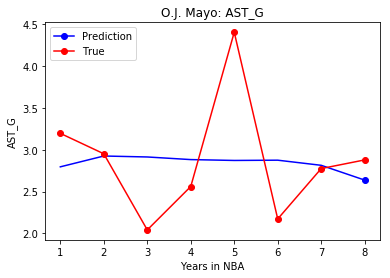 O.J. Mayo: AST_G
Prediction
True
AST_G
4.5
4.0
3.5
3.0
2.5
2.0
1 2 3 4 5 6 7 8
Years in NBA